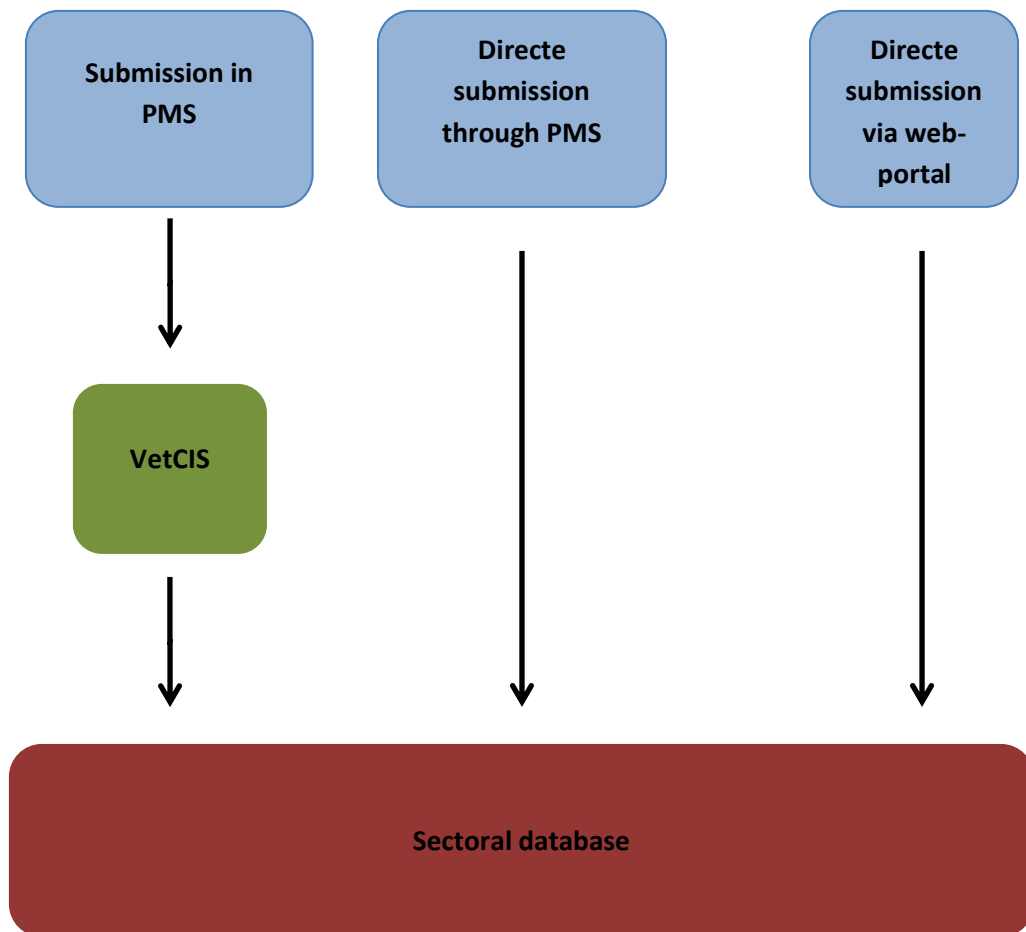 Submission in
PMS
Directe
submission
through PMS
Directe
submission
via web-
portal
VetCIS
Sectoral database